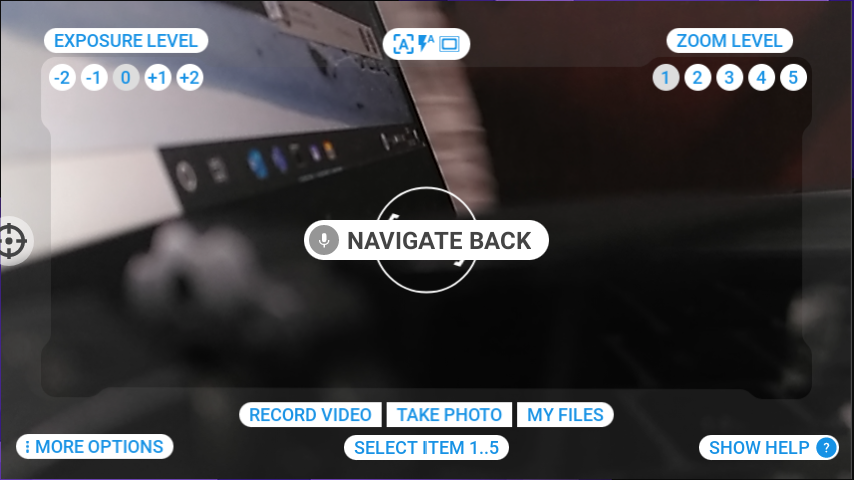 EXPOSURE LEVEL
ZOOM LEVEL
-2 -1 0 +1 +2
1 2 3 4 5
NAVIGATE BACK
RECORD VIDEO TAKE PHOTO MY FILES
MORE OPTIONS
SELECT ITEM 1..5
SHOW HELP ?